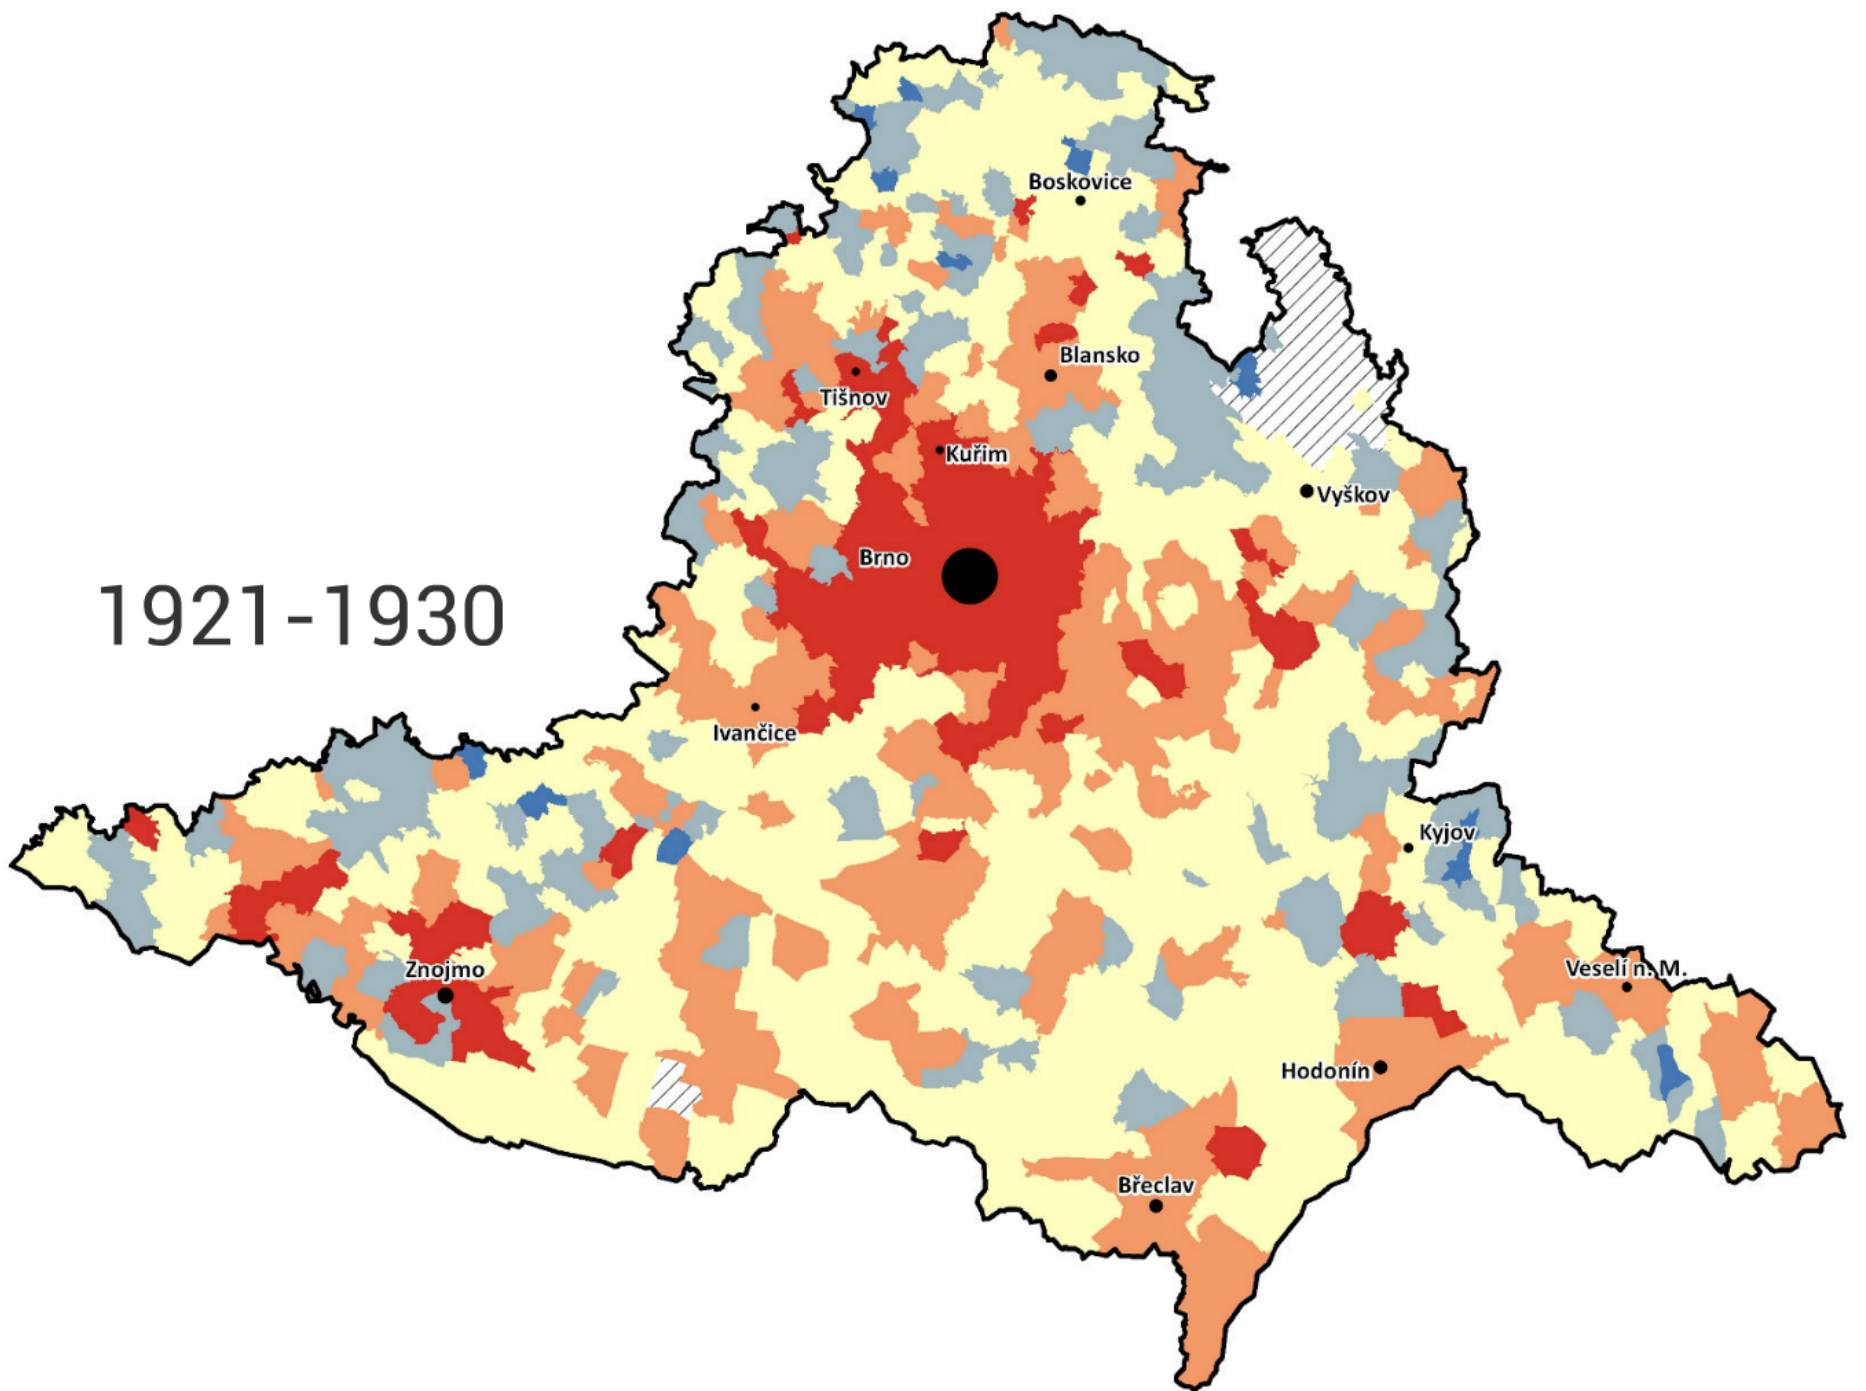 Boskovice
Blansko
Tišnov
Kuřim
Vyškov
Brno
1921-1930
Ivančice
Kyjov
Znojmo
Veselí n. M.
Hodonín
Břeclav